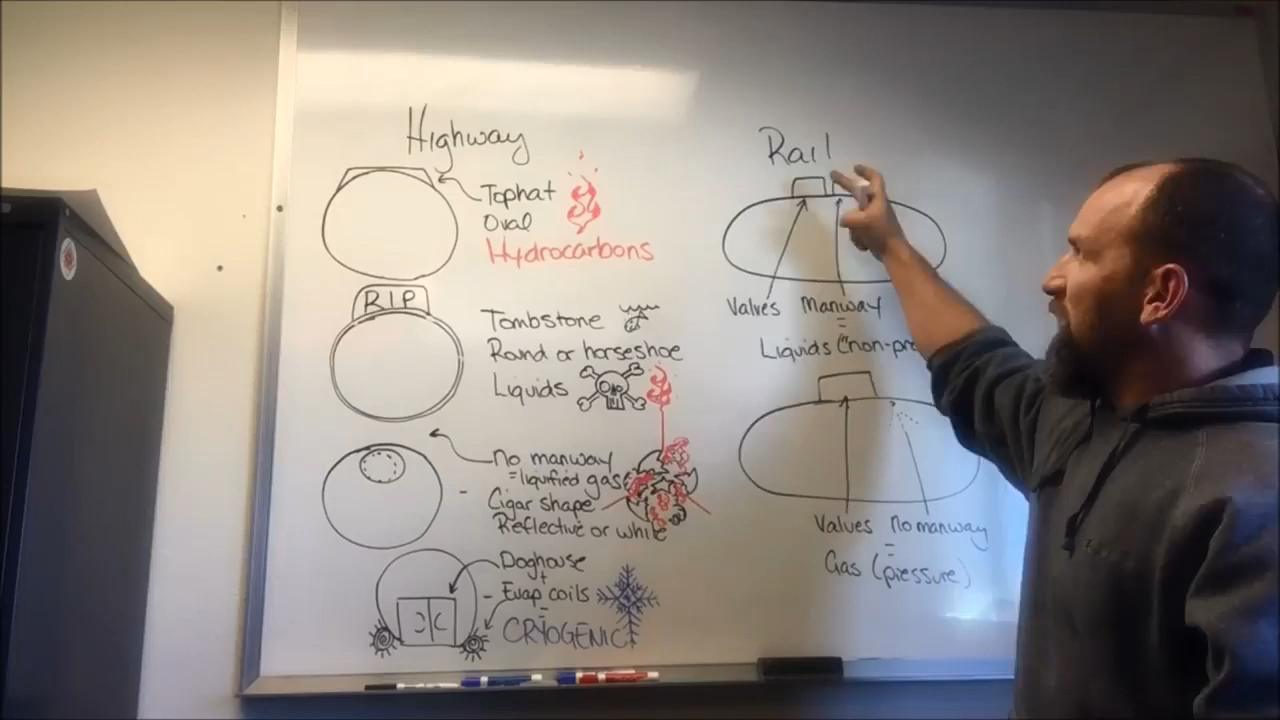 Highway
Tophat
Oval
Hydrocarbons
RIP
Tombstone
Round or horseshoe
Liquids
No manway
=liquified gas
Cigar shape
Reflective or white
Doghouse
+
Evap coils
=
CRYOGENIC
Rail
Valves Manway
=
Liquids (non-pre
Valves no manway
=
Gas (pressure)